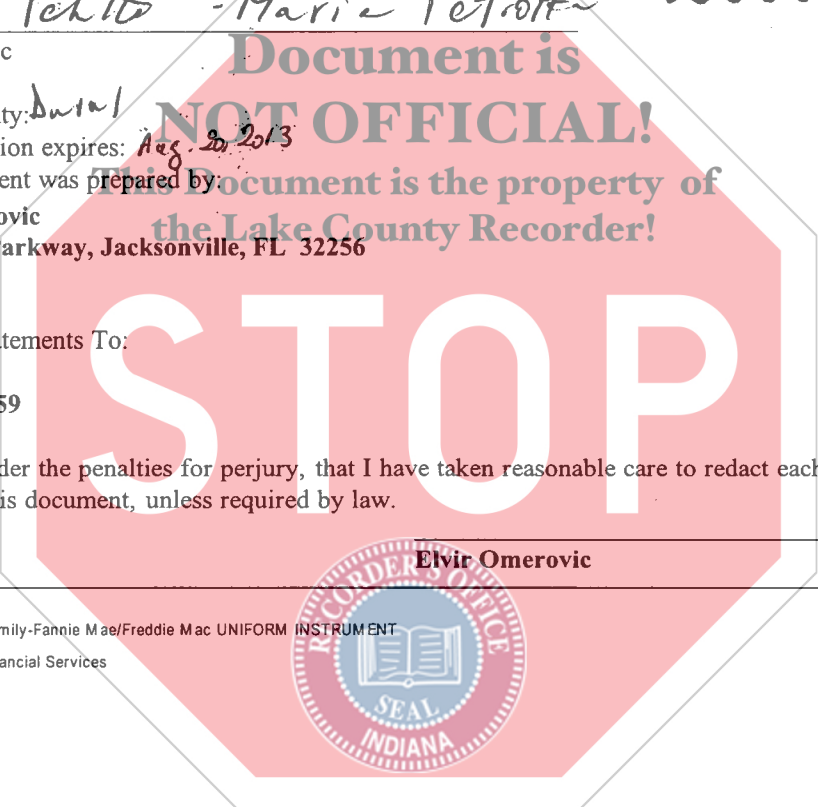 Maria
Document is
c
ty: Duval
NOT OFFICIAL!
ion expires: Aug. 20, 2013
This Document is the property of
ent was prepared by:
ovic
the Lake County Recorder!
arkway, Jacksonville, FL 32256
STOP
tements To:
59
der the penalties for perjury, that I have taken reasonable care to redact each
is document, unless required by law.
Elvir Omerovic
RECORDER'S OFFICE
SEAL
INDIANA
mily-Fannie Mae/Freddie Mac UNIFORM INSTRUMENT
ancial Services